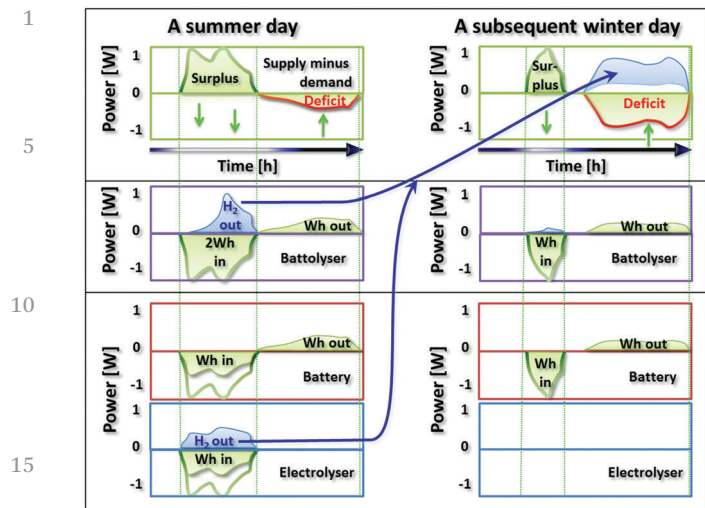 1
A summer day
A subsequent winter day
Power [W]
1
0
-1
Surplus
Supply minus
demand
Deficit
Power [W]
1
0
-1
Sur-
plus
Deficit
5
Time [h]
Time [h]
Power [W]
1
0
-1
H2
out
2Wh
in
Wh out
Battolyser
Power [W]
1
0
-1
Wh
in
Wh out
Battolyser
10
Power [W]
1
0
-1
Wh in
Wh out
Battery
Power [W]
1
0
-1
Wh
in
Wh out
Battery
15
1
0
-1
H2 out
Wh in
Electrolyser
1
0
-1
Electrolyser